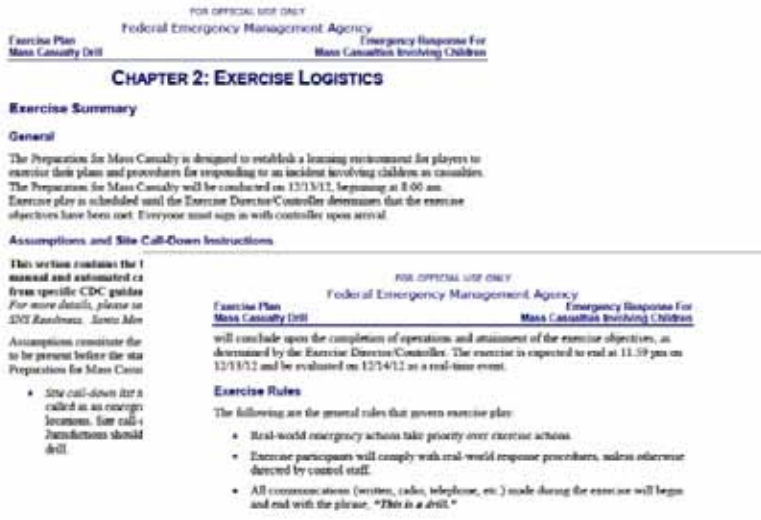 FOR OFFICIAL USE ONLY
Federal Emergency Management Agency
Exercise Plan Emergency Response For
Mass Casualty Drill Mass Casualties Involving Children
CHAPTER 2: EXERCISE LOGISTICS
Exercise Summary
General
The Preparation for Mass Casualty is designed to establish a learning environment for players to
exercise their plans and procedures for responding to an incident involving children as casualties.
The Preparation for Mass Casualty will be conducted on 12/13/12, beginning at 8:00 am.
Exercise play is scheduled until the Exercise Director/Controller determines that the exercise
objectives have been met. Everyone must sign in with controller upon arrival.
Assumptions and Site Call-Down Instructions
This section contains the
manual and automated
from specific CDC
For more details, please
SNS Readiness.
Assumptions constitute the
to be present before the
Preparation for Mass
• Site call-down list
called in an
locations. Site
Jurisdictions should
drill.
FOR OFFICIAL USE ONLY
Federal Emergency Management Agency
Exercise Plan Emergency Response For
Mass Casualty Drill Mass Casualties Involving Children
will conclude upon the completion of operations and attainment of the exercise objectives, as
determined by the Exercise Director/Controller. The exercise is expected to end at 11:59 pm on
12/13/12 and be evaluated on 12/14/12 as a real-time event.
Exercise Rules
The following are the general rules that govern exercise play:
• Real-world emergency actions take priority over exercise actions.
• Exercise participants will comply with real-world response procedures, unless otherwise
directed by control staff.
• All communications (written, radio, telephone, etc.) made during the exercise will begin
and end with the phrase, "This is a drill."